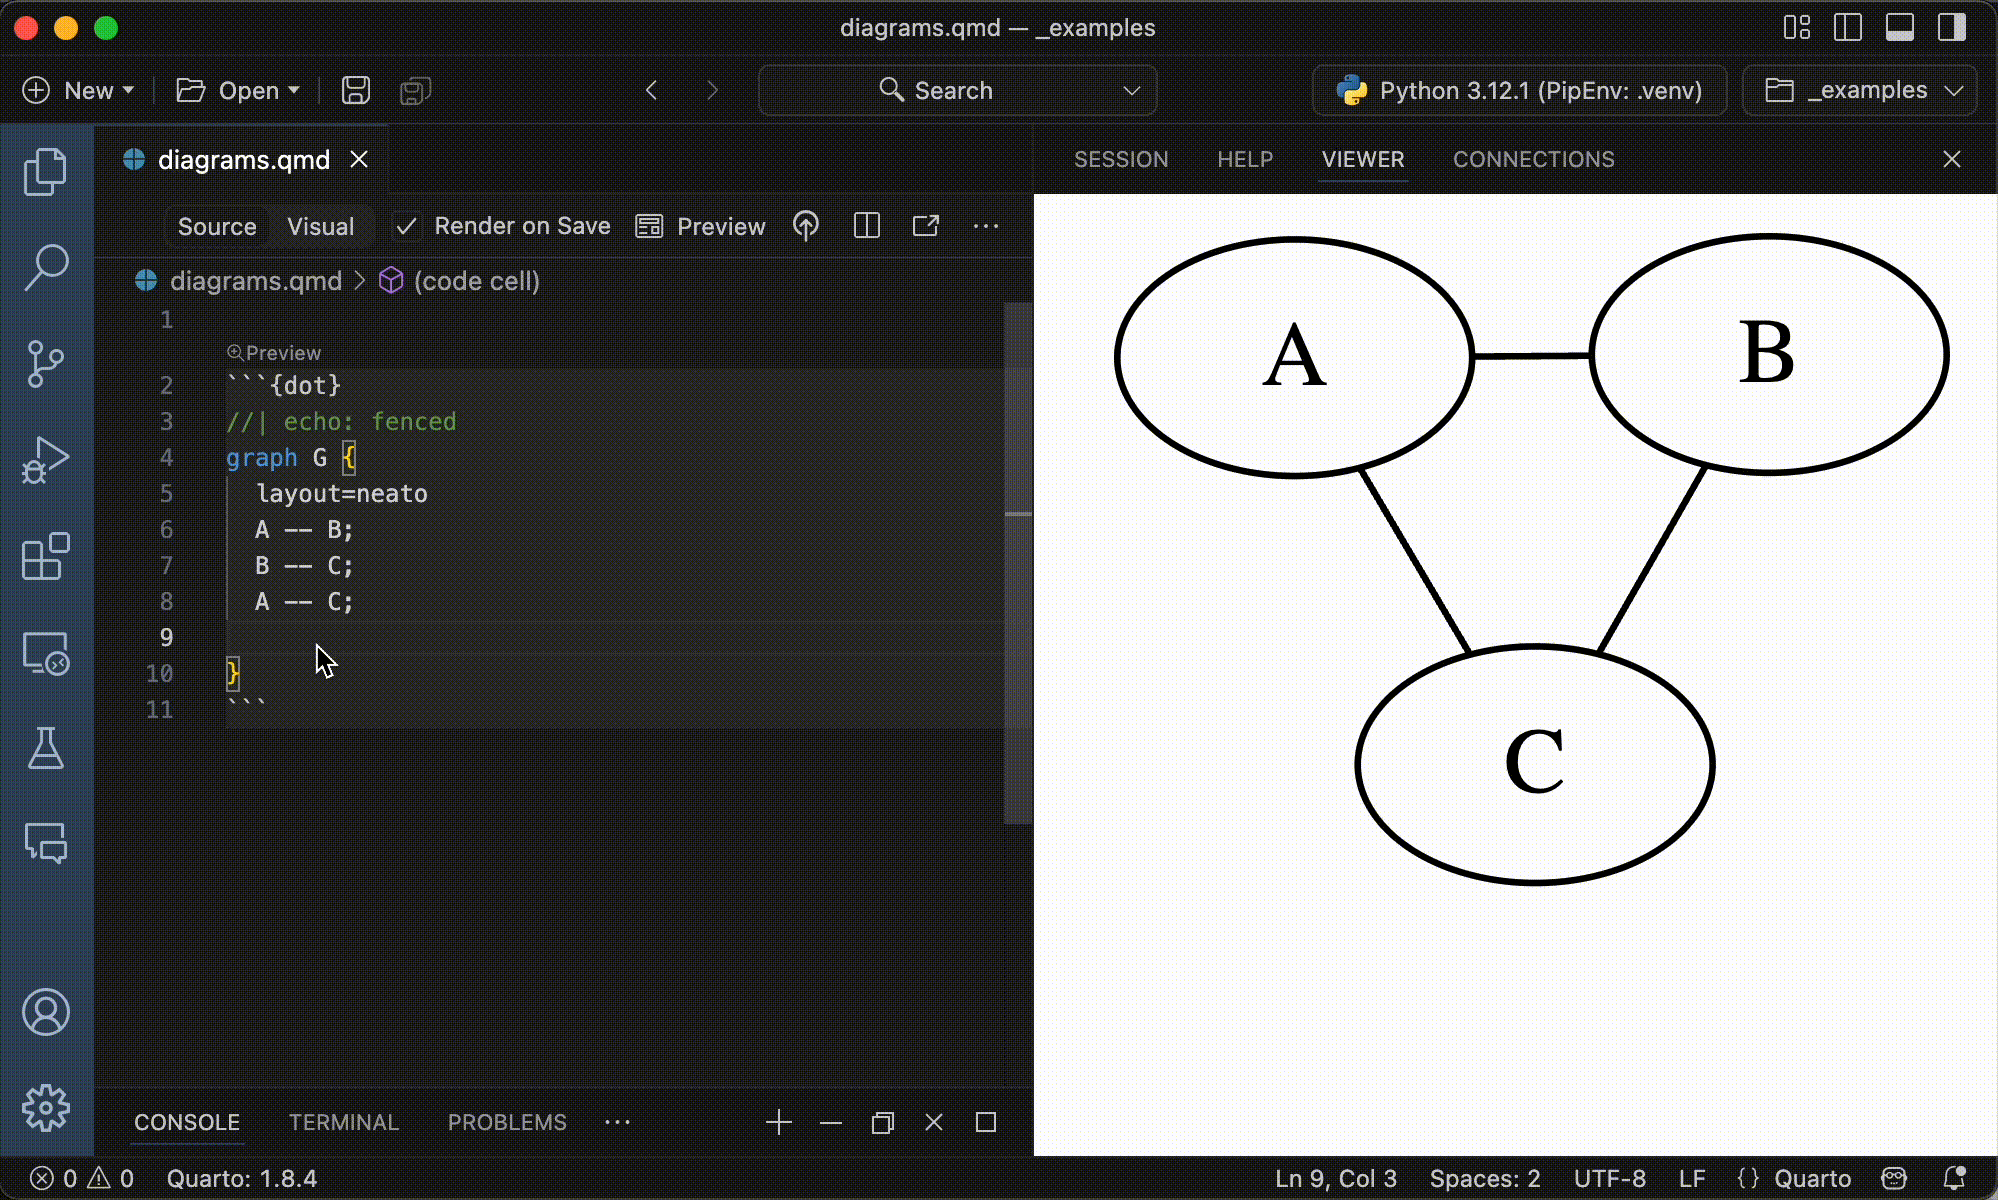 diagrams.qmd — _examples
New Open Search Python 3.12.1 (PipEnv: .venv) _examples
diagrams.qmd
SESSION HELP VIEWER CONNECTIONS
Source Visual Render on Save Preview
diagrams.qmd > (code cell)
1
Preview
2 ```{dot}
3 //| echo: fenced
4 graph G {
5 layout=neato
6 A -- B;
7 B -- C;
8 A -- C;
9
10 }
11 ```
A
B
C
CONSOLE TERMINAL PROBLEMS
0 0 Quarto: 1.8.4 Ln 9, Col 3 Spaces: 2 UTF-8 LF {} Quarto